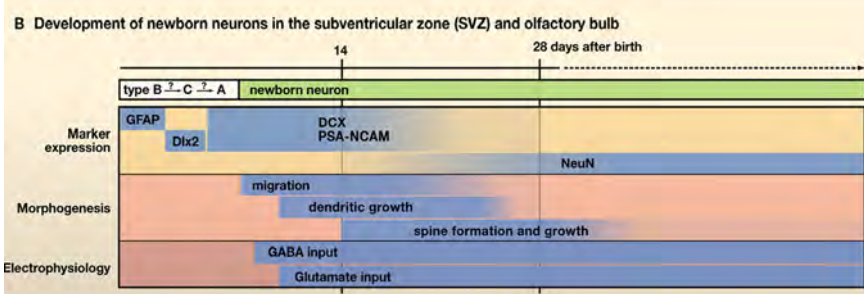 B Development of newborn neurons in the subventricular zone (SVZ) and olfactory bulb
14
28 days after birth
type B ?→ C ?→ A
newborn neuron
Marker
expression
GFAP
Dlx2
DCX
PSA-NCAM
NeuN
Morphogenesis
migration
dendritic growth
spine formation and growth
Electrophysiology
GABA input
Glutamate input